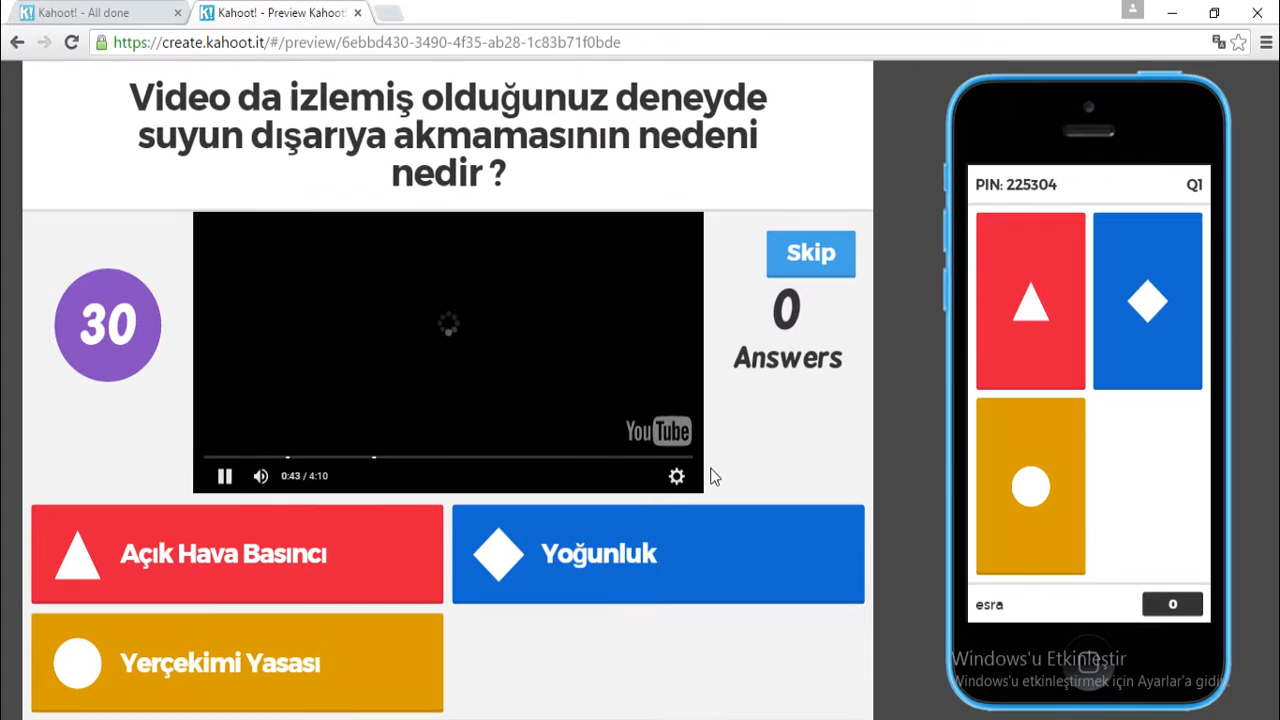 Kahoot! - All done
Kahoot! - Preview Kahoot!
https://create.kahoot.it/#/preview/6ebbd430-3490-4f35-ab28-1c83b71f0bde
Video da izlemiş olduğunuz deneyde
suyun dışarıya akmamasının nedeni
nedir ?
30
Skip
0
Answers
YouTube
0:43 / 4:10
Açık Hava Basıncı
Yoğunluk
Yerçekimi Yasası
PIN: 225304 Q1
esra 0
Windows'u Etkinleştir
Windows'u etkinleştirmek için Ayarlar'a gidin.